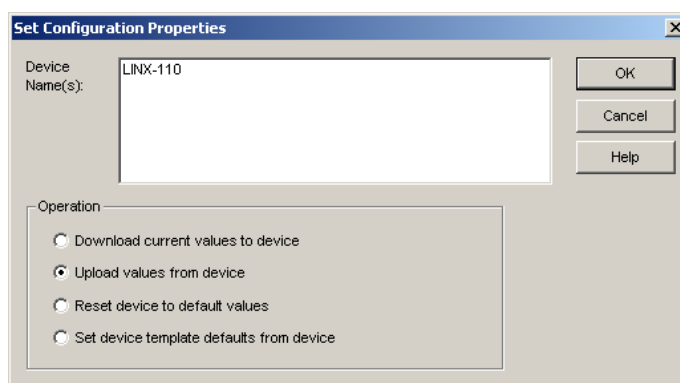 Set Configuration Properties
Device
Name(s):
LINX-110
OK
Cancel
Help
Operation
Download current values to device
Upload values from device
Reset device to default values
Set device template defaults from device